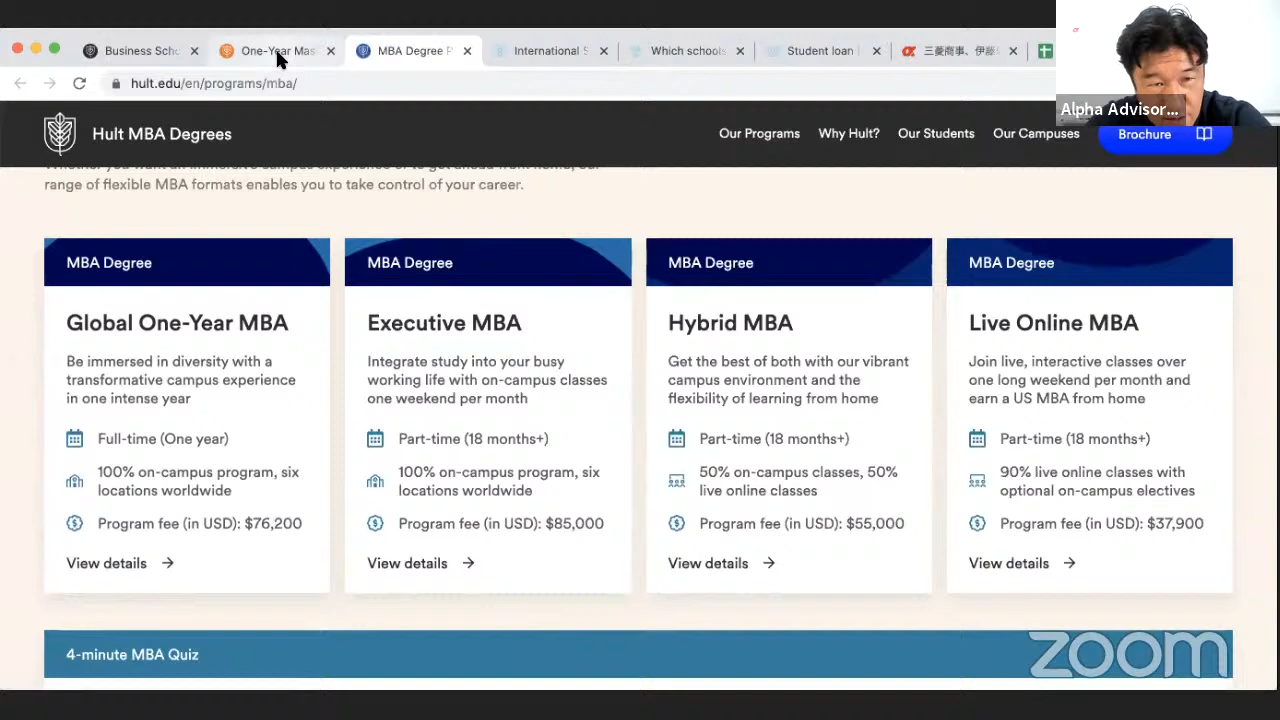 Business Sch
One-Year Mas
MBA Degree P
International S
Which schools
Student loan
三菱商事、伊藤
hult.edu/en/programs/mba/
Alpha Advisor...
Hult MBA Degrees
Our Programs
Why Hult?
Our Students
Our Campuses
Brochure
range of flexible MBA formats enables you to take control of your career.
MBA Degree
Global One-Year MBA
Be immersed in diversity with a
transformative campus experience
in one intense year
Full-time (One year)
100% on-campus program, six
locations worldwide
Program fee (in USD): $76,200
View details
MBA Degree
Executive MBA
Integrate study into your busy
working life with on-campus classes
one weekend per month
Part-time (18 months+)
100% on-campus program, six
locations worldwide
Program fee (in USD): $85,000
View details
MBA Degree
Hybrid MBA
Get the best of both with our vibrant
campus environment and the
flexibility of learning from home
Part-time (18 months+)
50% on-campus classes, 50%
live online classes
Program fee (in USD): $55,000
View details
MBA Degree
Live Online MBA
Join live, interactive classes over
one long weekend per month and
earn a US MBA from home
Part-time (18 months+)
90% live online classes with
optional on-campus electives
Program fee (in USD): $37,900
View details
4-minute MBA Quiz
zoom